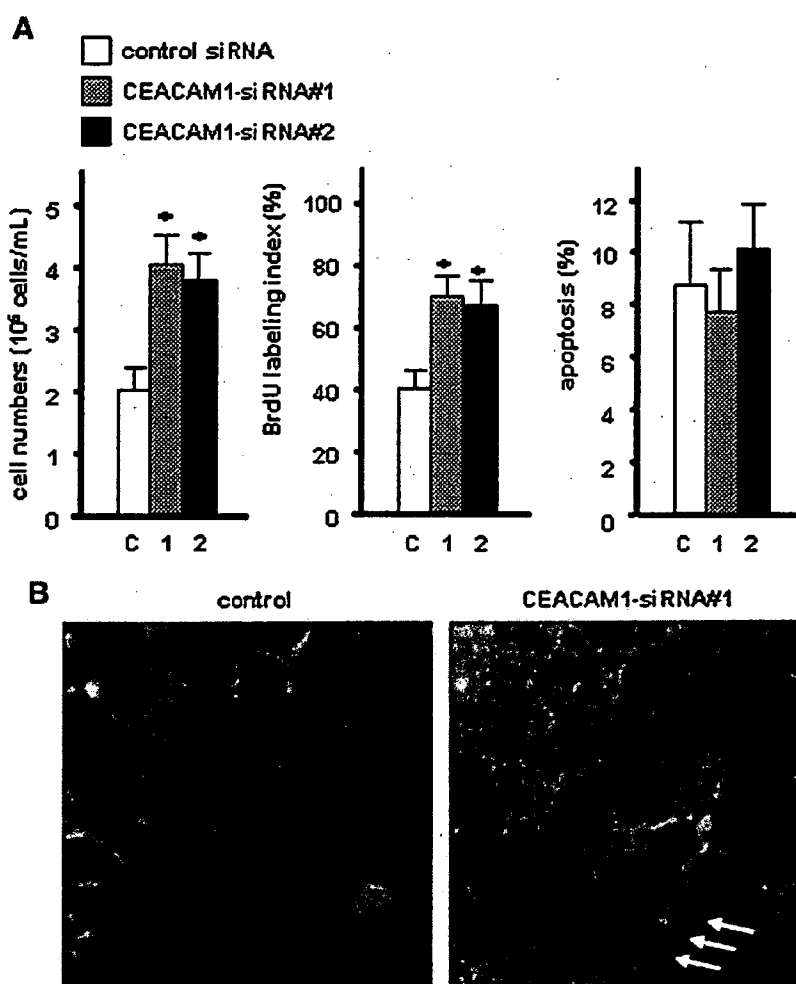 A
control siRNA
CEACAM1-siRNA#1
CEACAM1-siRNA#2
cell numbers (10⁶ cells/mL)
5
4
3
2
1
0
C 1 2
* *
BrdU labeling index (%)
100
80
60
40
20
0
C 1 2
* *
apoptosis (%)
12
10
8
6
4
2
0
C 1 2
B
control
CEACAM1-siRNA#1